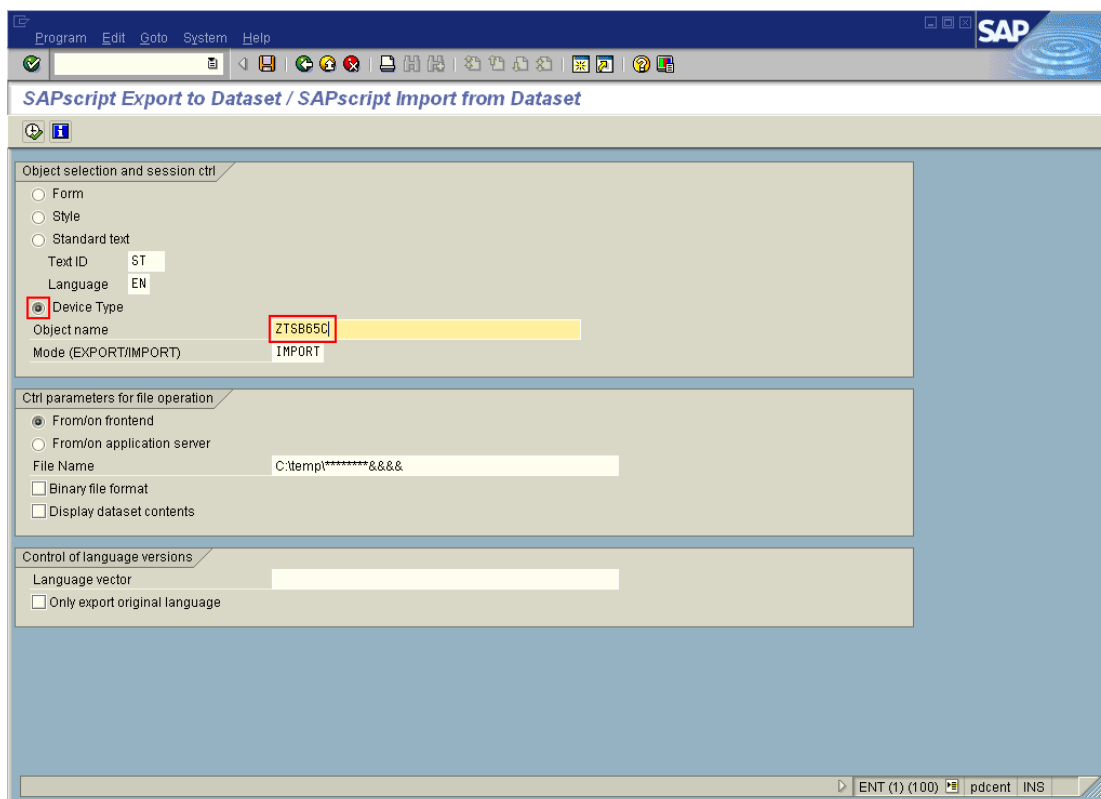 Program Edit Goto System Help
SAP
SAPscript Export to Dataset / SAPscript Import from Dataset
Object selection and session ctrl
Form
Style
Standard text
Text ID ST
Language EN
Device Type
Object name ZTSB65C
Mode (EXPORT/IMPORT) IMPORT
Ctrl parameters for file operation
From/on frontend
From/on application server
File Name C:\temp\********&&&&
Binary file format
Display dataset contents
Control of language versions
Language vector
Only export original language
ENT (1) (100) pdcent INS